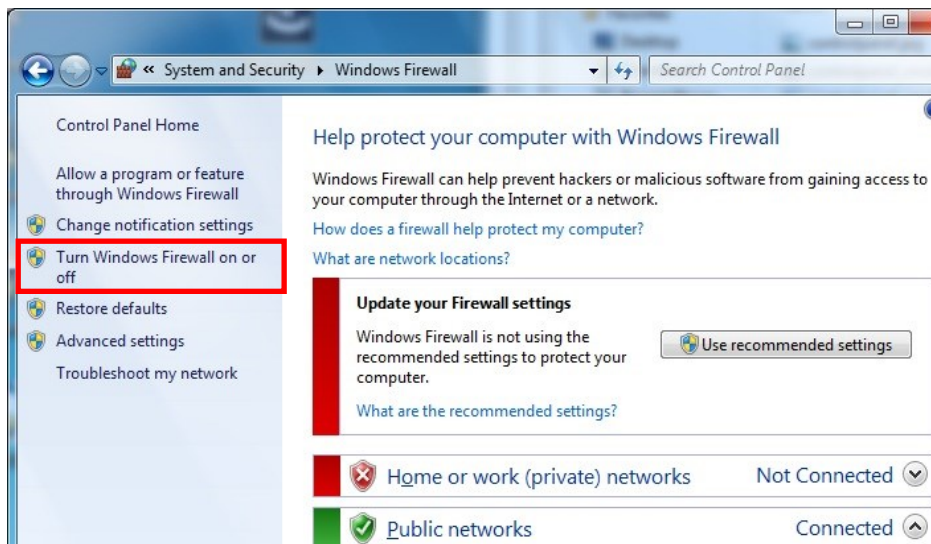 « System and Security ▸ Windows Firewall
Search Control Panel
Control Panel Home
Allow a program or feature
through Windows Firewall
Change notification settings
Turn Windows Firewall on or
off
Restore defaults
Advanced settings
Troubleshoot my network
Help protect your computer with Windows Firewall
Windows Firewall can help prevent hackers or malicious software from gaining access to
your computer through the Internet or a network.
How does a firewall help protect my computer?
What are network locations?
Update your Firewall settings
Windows Firewall is not using the
recommended settings to protect your
computer.
Use recommended settings
What are the recommended settings?
Home or work (private) networks
Not Connected
Public networks
Connected